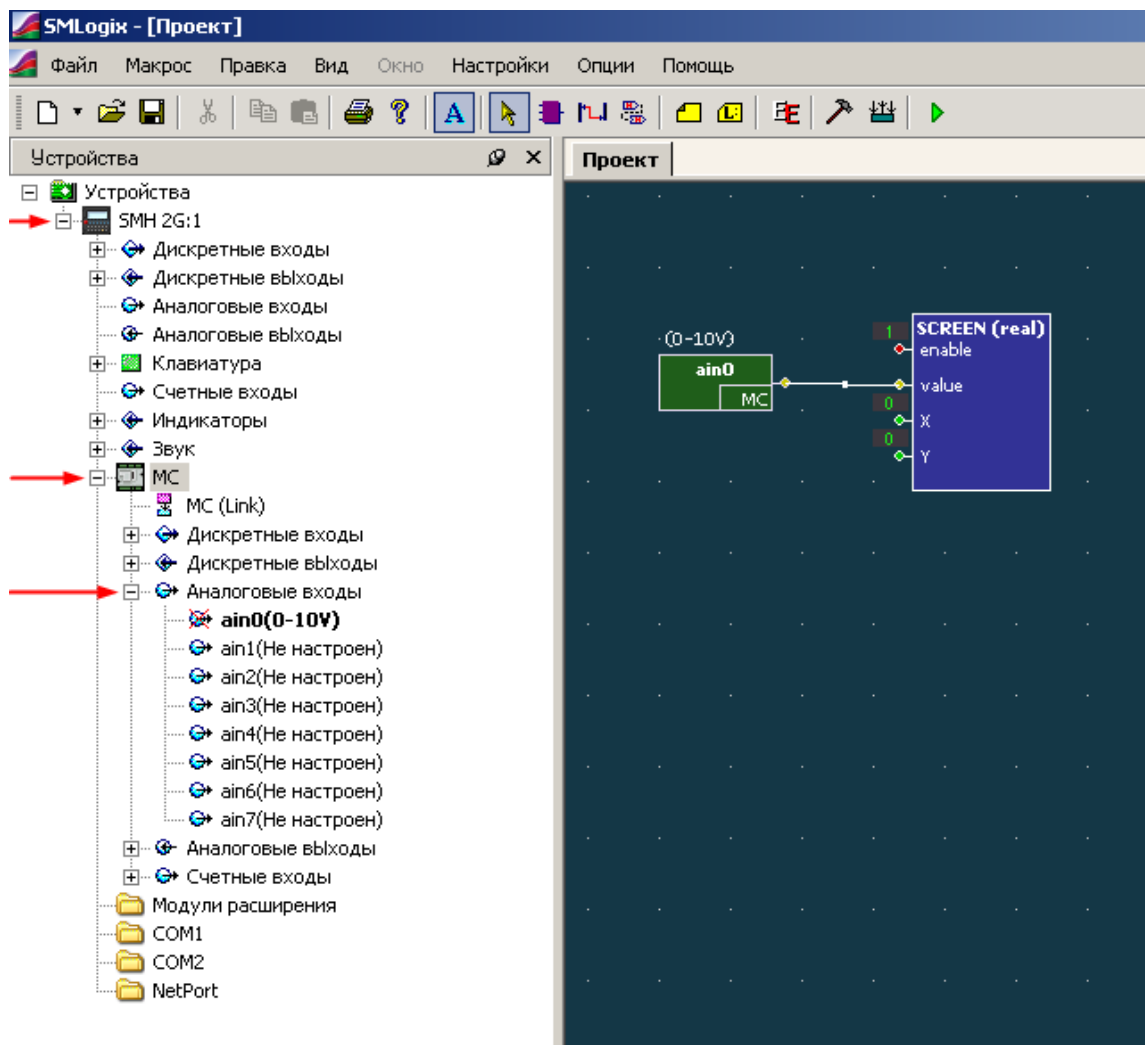 SMLogix - [Проект]
Файл Макрос Правка Вид Окно Настройки Опции Помощь
A L: E
Устройства
Устройства
SMH 2G:1
Дискретные входы
Дискретные вЫходы
Аналоговые входы
Аналоговые вЫходы
Клавиатура
Счетные входы
Индикаторы
Звук
MC
MC (Link)
Дискретные входы
Дискретные вЫходы
Аналоговые входы
ain0(0-10V)
ain1(Не настроен)
ain2(Не настроен)
ain3(Не настроен)
ain4(Не настроен)
ain5(Не настроен)
ain6(Не настроен)
ain7(Не настроен)
Аналоговые вЫходы
Счетные входы
Модули расширения
COM1
COM2
NetPort
Проект
(0-10V)
ain0
MC
1 SCREEN (real)
enable
value
0
X
0
Y